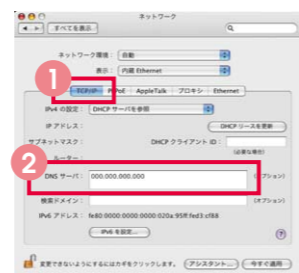 ネットワーク
すべてを表示
ネットワーク環境： 自動
表示： 内蔵 Ethernet
1
TCP/IP PPPoE AppleTalk プロキシ Ethernet
IPv4 の設定： DHCP サーバを参照
IP アドレス： DHCP リースを更新
サブネットマスク： DHCP クライアント ID：
ルーター： (必要な場合)
2
DNS サーバ： 000.000.000.000 (オプション)
検索ドメイン： (オプション)
IPv6 アドレス： fe80:0000:0000:0000:020a:95ff:fed3:cf88
IPv6 を設定...
?
変更できないようにするにはカギをクリックします。 アシスタント... 今すぐ適用